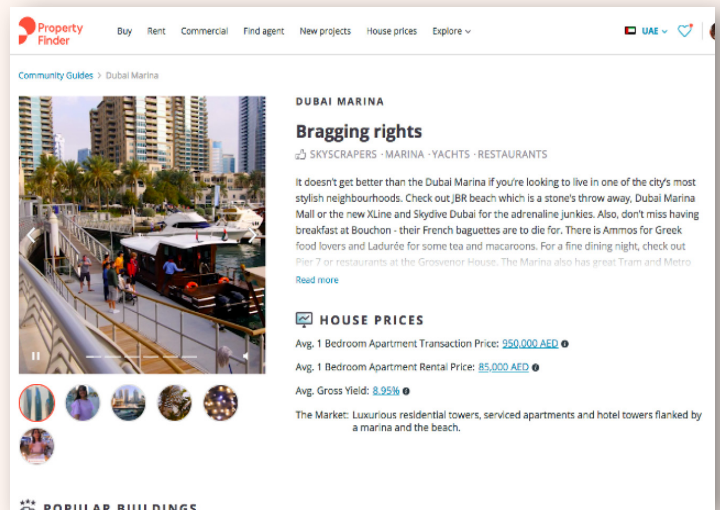 Property
Finder
Buy Rent Commercial Find agent New projects House prices Explore
UAE
Community Guides > Dubai Marina
DUBAI MARINA
Bragging rights
SKYSCRAPERS · MARINA · YACHTS · RESTAURANTS
It doesn't get better than the Dubai Marina if you're looking to live in one of the city's most
stylish neighbourhoods. Check out JBR beach which is a stone's throw away, Dubai Marina
Mall or the new XLine and Skydive Dubai for the adrenaline junkies. Also, don't miss having
breakfast at Bouchon - their French baguettes are to die for. There is Ammos for Greek
food lovers and Ladurée for some tea and macaroons. For a fine dining night, check out
Pier 7 or restaurants at the Grosvenor House. The Marina also has great Tram and Metro
Read more
HOUSE PRICES
Avg. 1 Bedroom Apartment Transaction Price: 950,000 AED
Avg. 1 Bedroom Apartment Rental Price: 85,000 AED
Avg. Gross Yield: 8.95%
The Market: Luxurious residential towers, serviced apartments and hotel towers flanked by
a marina and the beach.
POPULAR BUILDINGS